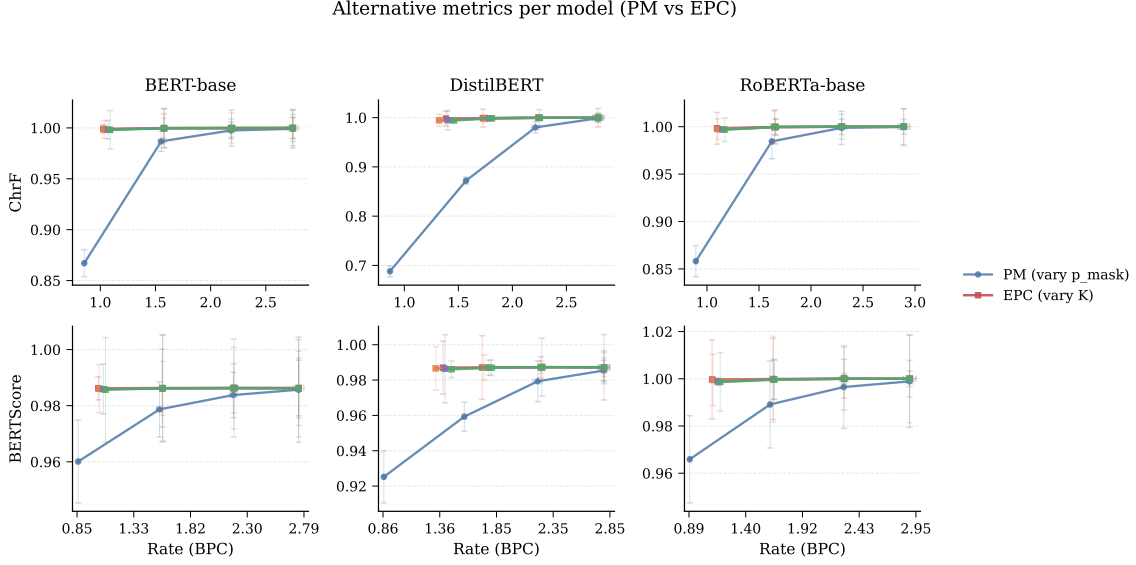 Alternative metrics per model (PM vs EPC)
BERT-base
DistilBERT
RoBERTa-base
ChrF
1.00
0.95
0.90
0.85
1.0
0.9
0.8
0.7
1.00
0.95
0.90
0.85
1.0 1.5 2.0 2.5
1.0 1.5 2.0 2.5
1.0 1.5 2.0 2.5 3.0
PM (vary p_mask)
EPC (vary K)
BERTScore
1.00
0.98
0.96
1.00
0.98
0.96
0.94
0.92
1.02
1.00
0.98
0.96
0.85 1.33 1.82 2.30 2.79
0.86 1.36 1.85 2.35 2.85
0.89 1.40 1.92 2.43 2.95
Rate (BPC)
Rate (BPC)
Rate (BPC)